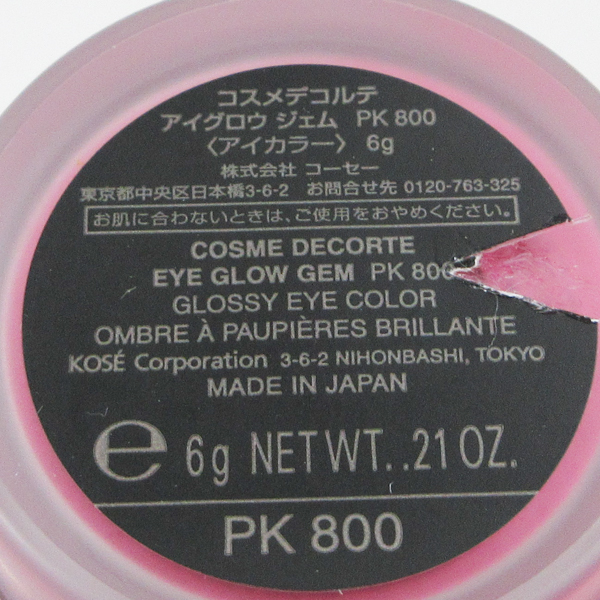 コスメデコルテ
アイグロウ ジェム PK 800
〈アイカラー〉 6g
株式会社 コーセー
東京都中央区日本橋3-6-2 お問合せ先 0120-763-325
お肌に合わないときは、ご使用をおやめください。
COSME DECORTE
EYE GLOW GEM PK 800
GLOSSY EYE COLOR
OMBRE À PAUPIÈRES BRILLANTE
KOSÉ Corporation 3-6-2 NIHONBASHI, TOKYO
MADE IN JAPAN
℮ 6g NET WT. .21 OZ.
PK 800